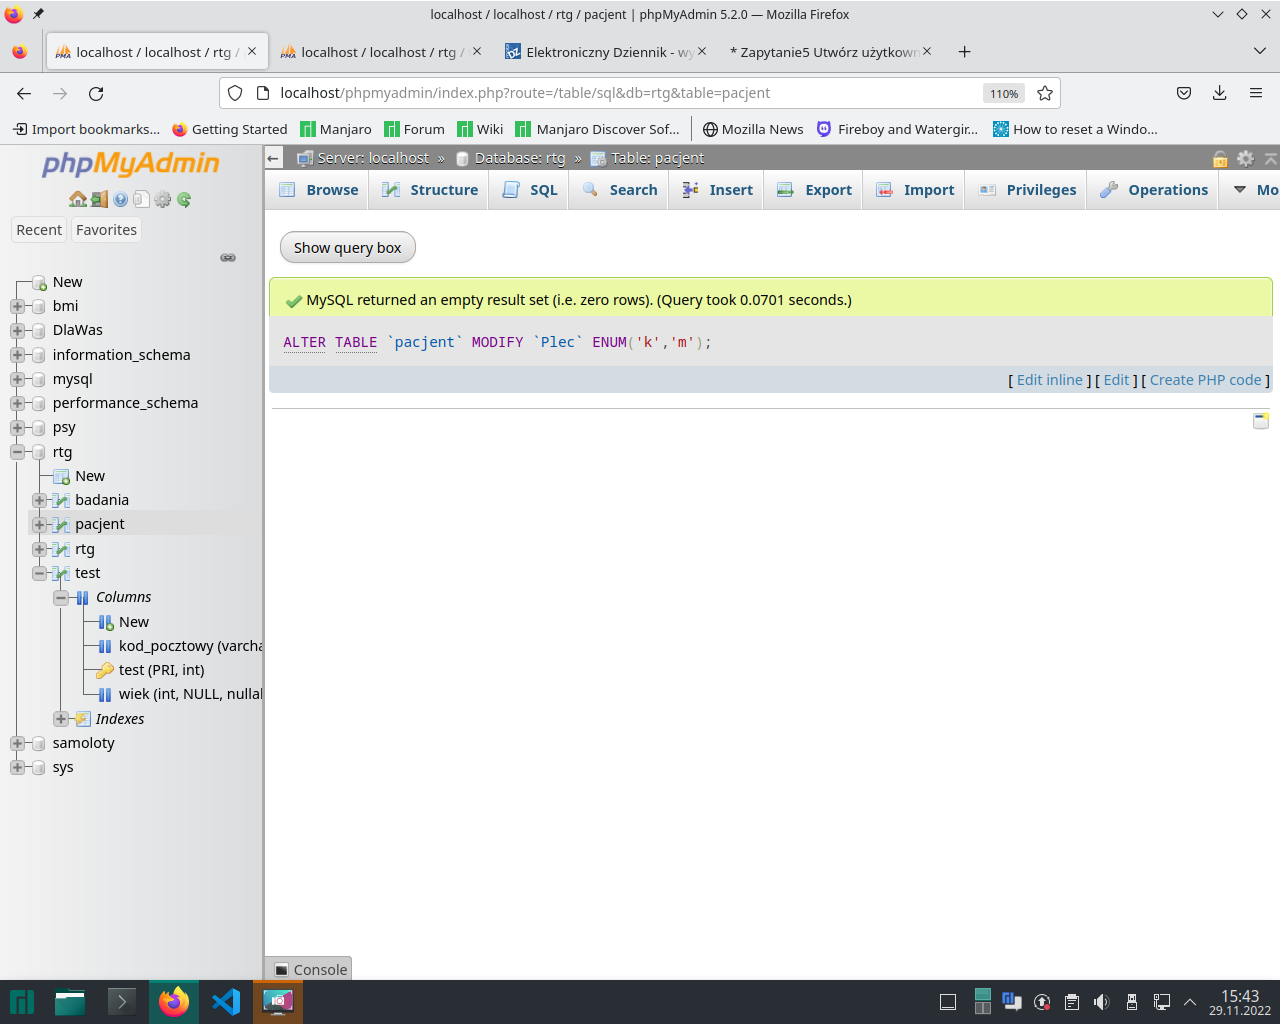 localhost / localhost / rtg / pacjent | phpMyAdmin 5.2.0 — Mozilla Firefox
localhost / localhost / rtg /
localhost / localhost / rtg /
Elektroniczny Dziennik - wy
* Zapytanie5 Utwórz użytkown
localhost/phpmyadmin/index.php?route=/table/sql&db=rtg&table=pacjent
110%
Import bookmarks...
Getting Started
Manjaro
Forum
Wiki
Manjaro Discover Sof...
Mozilla News
Fireboy and Watergir...
How to reset a Windo...
phpMyAdmin
Server: localhost » Database: rtg » Table: pacjent
Browse
Structure
SQL
Search
Insert
Export
Import
Privileges
Operations
Mo
Recent
Favorites
New
bmi
DlaWas
information_schema
mysql
performance_schema
psy
rtg
New
badania
pacjent
rtg
test
Columns
New
kod_pocztowy (varcha
test (PRI, int)
wiek (int, NULL, nullal
Indexes
samoloty
sys
Show query box
MySQL returned an empty result set (i.e. zero rows). (Query took 0.0701 seconds.)
ALTER TABLE `pacjent` MODIFY `Plec` ENUM('k','m');
[ Edit inline ] [ Edit ] [ Create PHP code ]
Console
15:43
29.11.2022